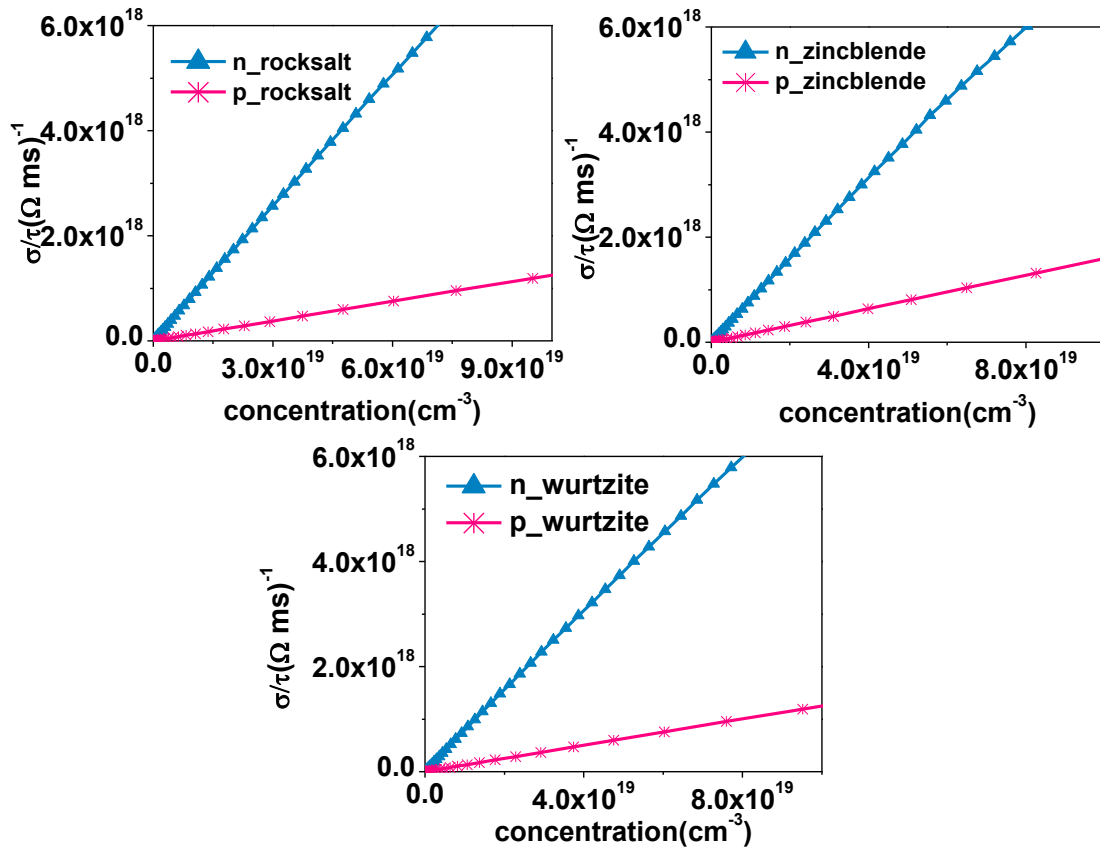 6.0x10^18
4.0x10^18
2.0x10^18
0.0
σ/τ(Ω ms)^-1
n_rocksalt
p_rocksalt
0.0 3.0x10^19 6.0x10^19 9.0x10^19
concentration(cm^-3)
6.0x10^18
4.0x10^18
2.0x10^18
0.0
σ/τ(Ω ms)^-1
n_zincblende
p_zincblende
0.0 4.0x10^19 8.0x10^19
concentration(cm^-3)
6.0x10^18
4.0x10^18
2.0x10^18
0.0
σ/τ(Ω ms)^-1
n_wurtzite
p_wurtzite
0.0 4.0x10^19 8.0x10^19
concentration(cm^-3)